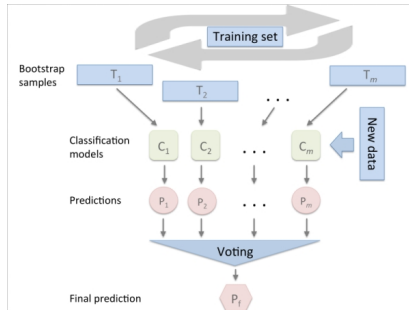 Training set
Bootstrap
samples
T1
T2
...
Tm
New data
Classification
models
C1
C2
...
Cm
Predictions
P1
P2
...
Pm
Voting
Final prediction
Pf